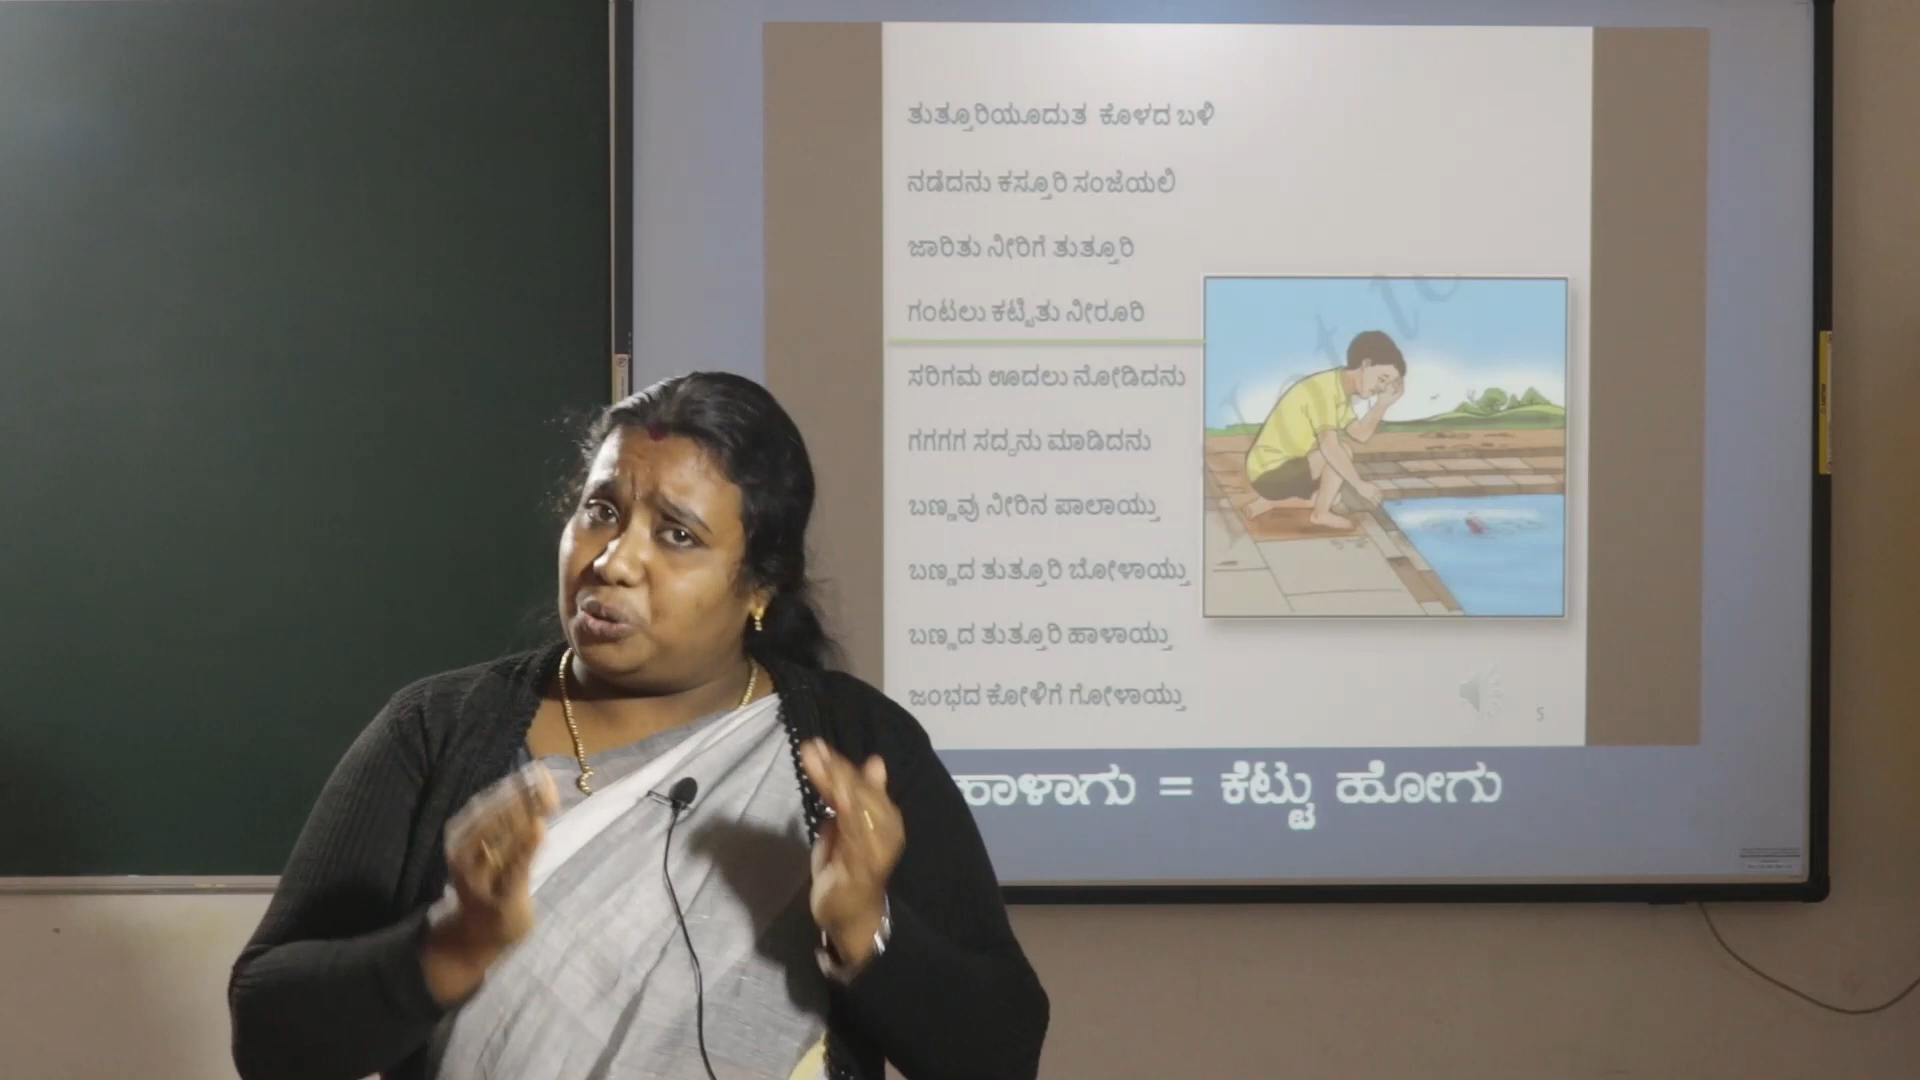 ತುತ್ತೂರಿಯೂದುತ ಕೊಳದ ಬಳಿ
ನಡೆದನು ಕಸ್ತೂರಿ ಸಂಜೆಯಲಿ
ಜಾರಿತು ನೀರಿಗೆ ತುತ್ತೂರಿ
ಗಂಟಲು ಕಟ್ಟಿತು ನೀರೂರಿ
ಸರಿಗಮ ಊದಲು ನೋಡಿದನು
ಗಗಗಗ ಸದ್ದನು ಮಾಡಿದನು
ಬಣ್ಣವು ನೀರಿನ ಪಾಲಾಯ್ತು
ಬಣ್ಣದ ತುತ್ತೂರಿ ಬೋಳಾಯ್ತು
ಬಣ್ಣದ ತುತ್ತೂರಿ ಹಾಳಾಯ್ತು
ಜಂಭದ ಕೋಳಿಗೆ ಗೋಳಾಯ್ತು
5
ಹಾಳಾಗು = ಕೆಟ್ಟು ಹೋಗು